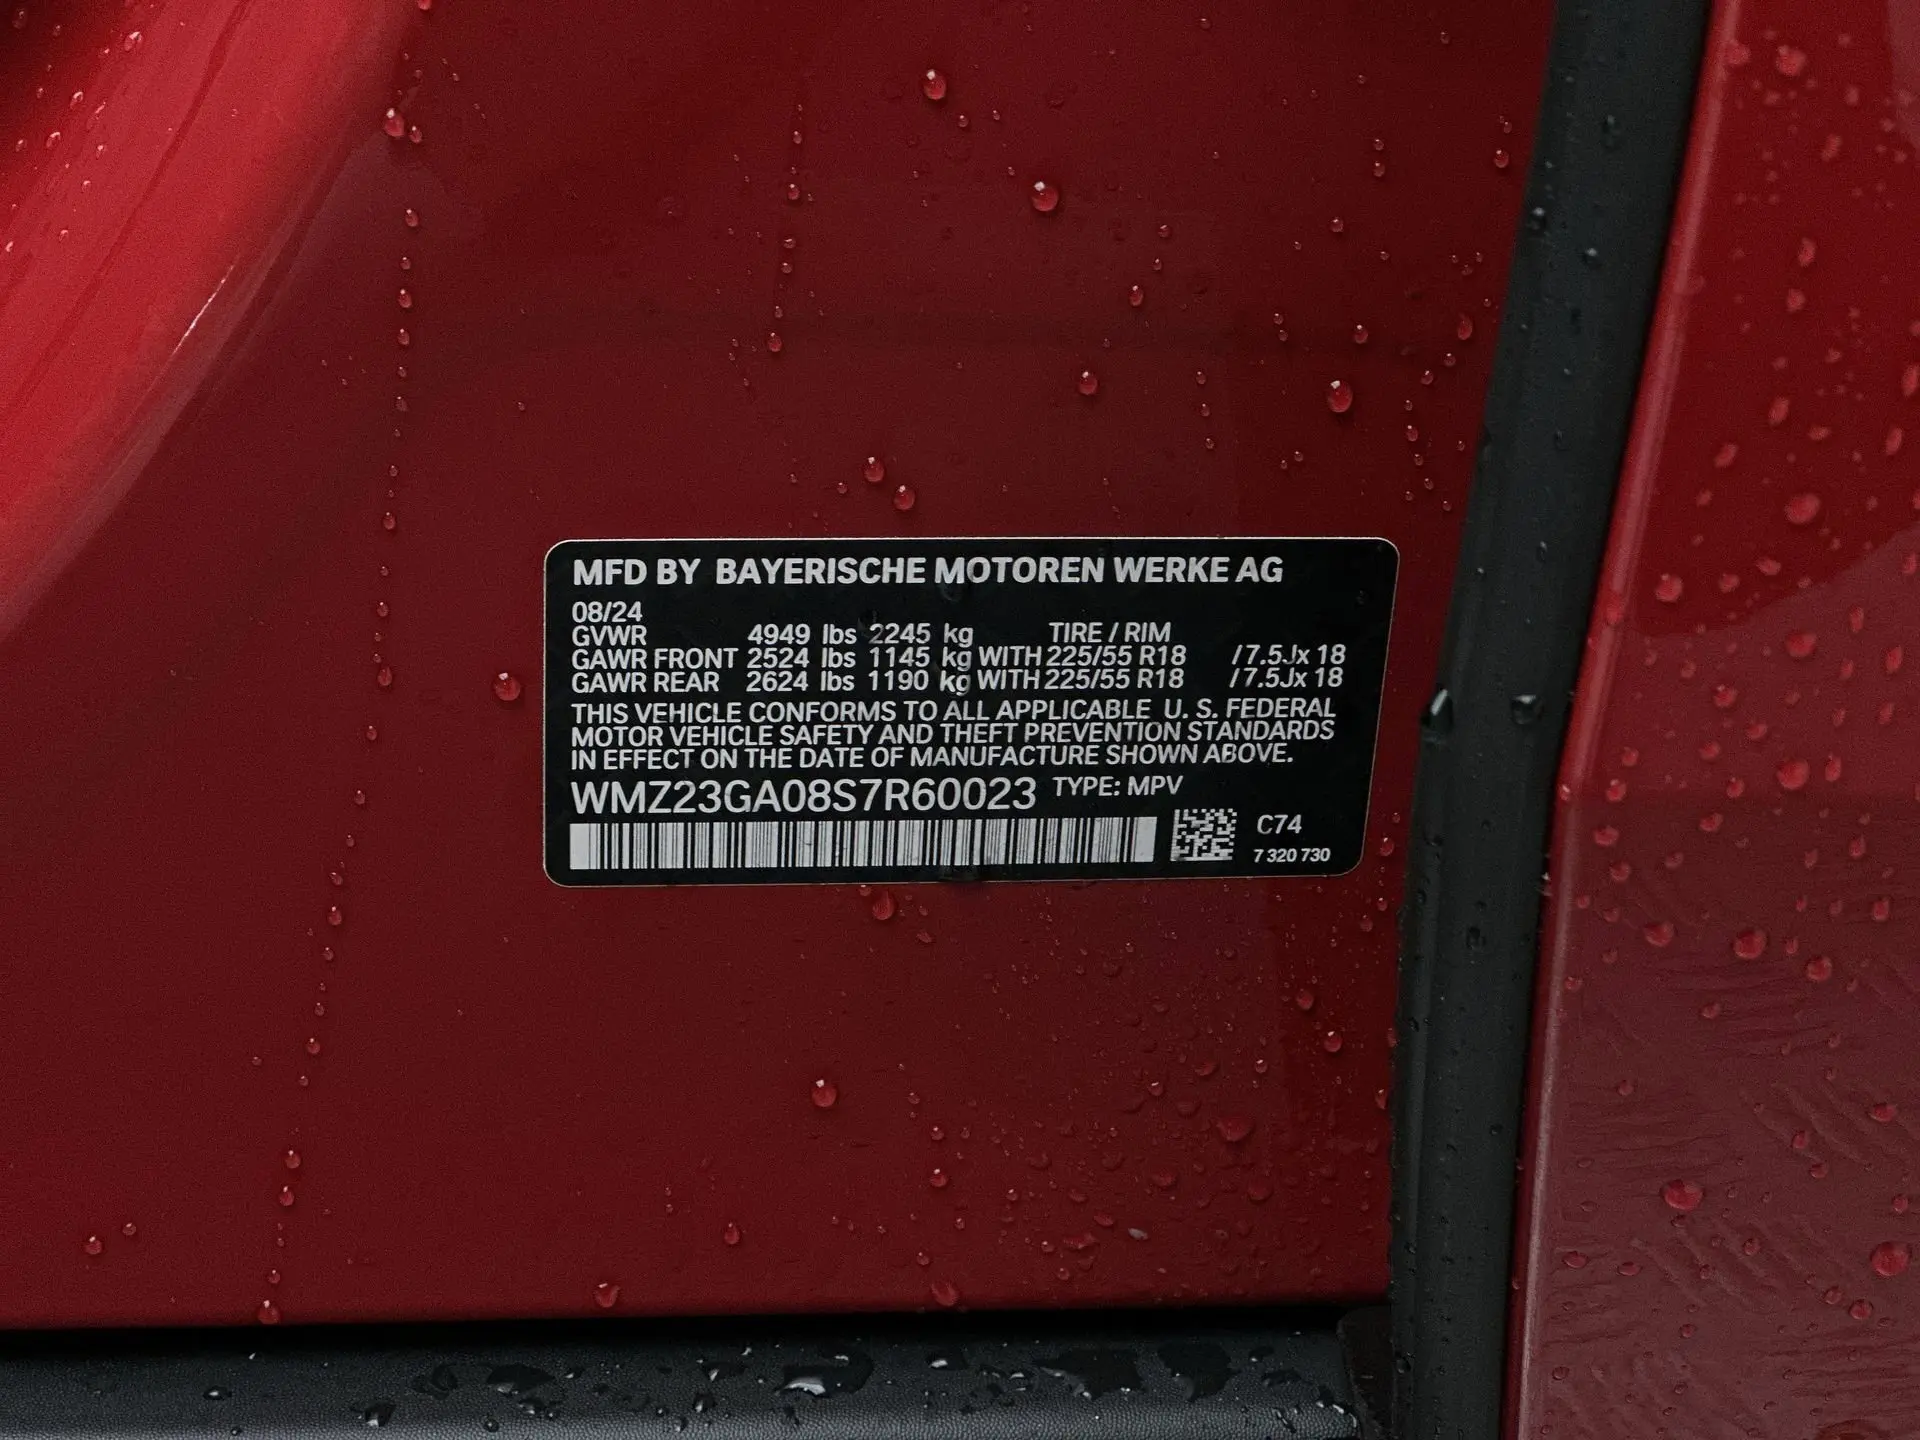 MFD BY BAYERISCHE MOTOREN WERKE AG
08/24
GVWR 4949 lbs 2245 kg TIRE / RIM
GAWR FRONT 2524 lbs 1145 kg WITH 225/55 R18 / 7.5Jx 18
GAWR REAR 2624 lbs 1190 kg WITH 225/55 R18 / 7.5Jx 18
THIS VEHICLE CONFORMS TO ALL APPLICABLE U. S. FEDERAL
MOTOR VEHICLE SAFETY AND THEFT PREVENTION STANDARDS
IN EFFECT ON THE DATE OF MANUFACTURE SHOWN ABOVE.
WMZ23GA08S7R60023 TYPE: MPV
C74
7 320 730